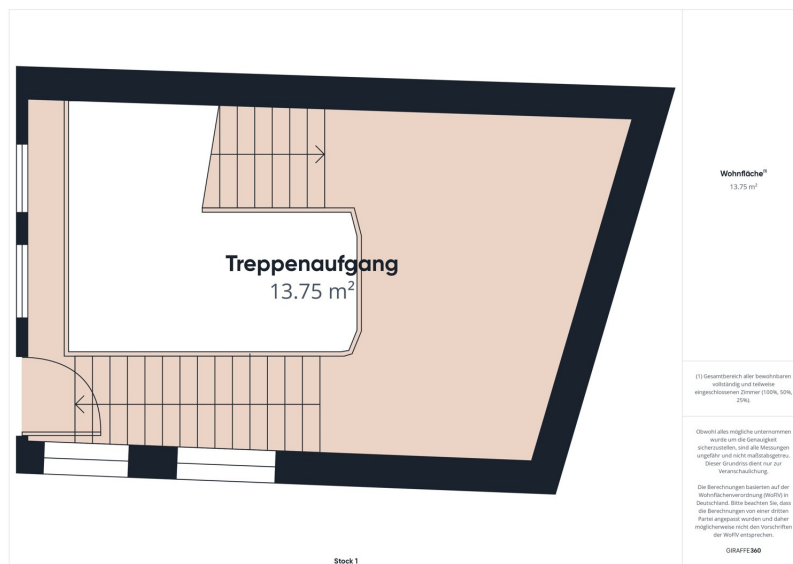 Treppenaufgang
13.75 m²
Stock 1
Wohnfläche⁽¹⁾
13.75 m²
(1) Gesamtbereich aller bewohnbaren
vollständig und teilweise
eingeschlossenen Zimmer (100%, 50%,
25%).
Obwohl alles mögliche unternommen
wurde um die Genauigkeit
sicherzustellen, sind alle Messungen
ungefähr und nicht maßstabsgetreu.
Dieser Grundriss dient nur zur
Veranschaulichung.
Die Berechnungen basierten auf der
Wohnflächenverordnung (WoFlV) in
Deutschland. Bitte beachten Sie, dass
die Berechnungen von einer dritten
Partei angepasst wurden und daher
möglicherweise nicht den Vorschriften
der WoFlV entsprechen.
GIRAFFE360